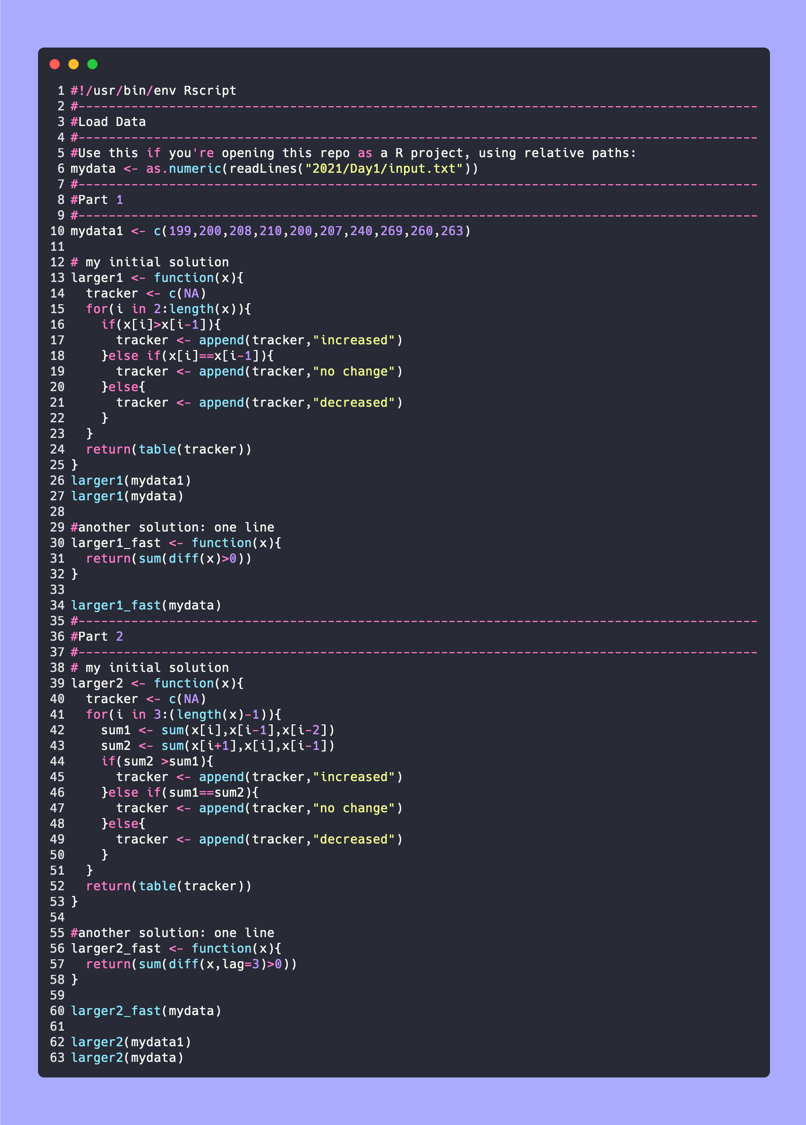 1 #!/usr/bin/env Rscript
2 #------------------------------------------------------------------------------------------
3 #Load Data
4 #------------------------------------------------------------------------------------------
5 #Use this if you're opening this repo as a R project, using relative paths:
6 mydata <- as.numeric(readLines("2021/Day1/input.txt"))
7 #------------------------------------------------------------------------------------------
8 #Part 1
9 #------------------------------------------------------------------------------------------
10 mydata1 <- c(199,200,208,210,200,207,240,269,260,263)
11
12 # my initial solution
13 larger1 <- function(x){
14   tracker <- c(NA)
15   for(i in 2:length(x)){
16     if(x[i]>x[i-1]){
17       tracker <- append(tracker,"increased")
18     }else if(x[i]==x[i-1]){
19       tracker <- append(tracker,"no change")
20     }else{
21       tracker <- append(tracker,"decreased")
22     }
23   }
24   return(table(tracker))
25 }
26 larger1(mydata1)
27 larger1(mydata)
28
29 #another solution: one line
30 larger1_fast <- function(x){
31   return(sum(diff(x)>0))
32 }
33
34 larger1_fast(mydata)
35 #------------------------------------------------------------------------------------------
36 #Part 2
37 #------------------------------------------------------------------------------------------
38 # my initial solution
39 larger2 <- function(x){
40   tracker <- c(NA)
41   for(i in 3:(length(x)-1)){
42     sum1 <- sum(x[i],x[i-1],x[i-2])
43     sum2 <- sum(x[i+1],x[i],x[i-1])
44     if(sum2 >sum1){
45       tracker <- append(tracker,"increased")
46     }else if(sum1==sum2){
47       tracker <- append(tracker,"no change")
48     }else{
49       tracker <- append(tracker,"decreased")
50     }
51   }
52   return(table(tracker))
53 }
54
55 #another solution: one line
56 larger2_fast <- function(x){
57   return(sum(diff(x,lag=3)>0))
58 }
59
60 larger2_fast(mydata)
61
62 larger2(mydata1)
63 larger2(mydata)